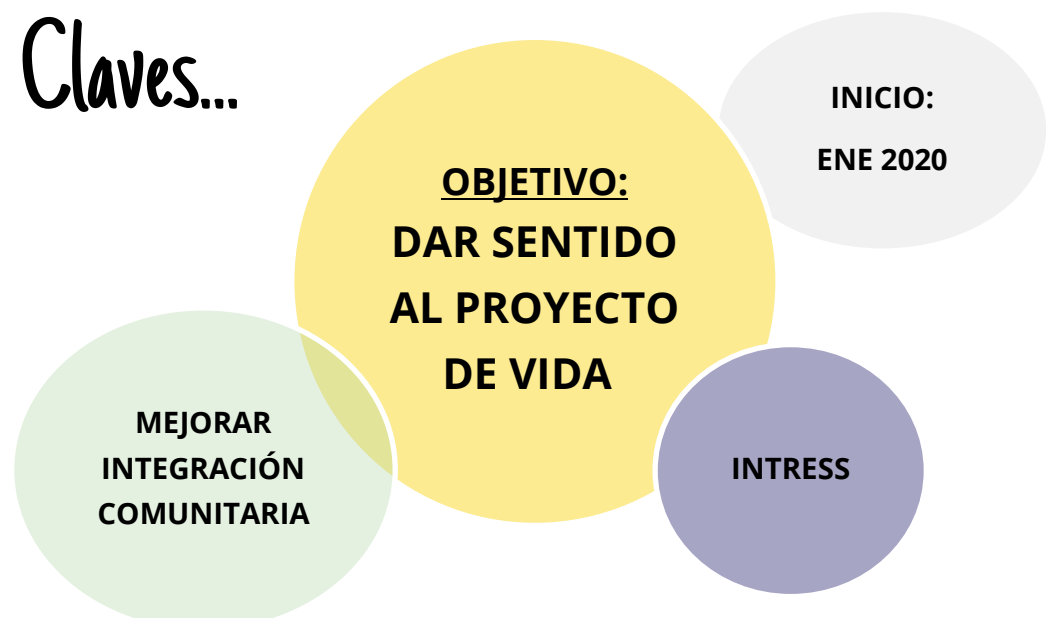 Claves...
OBJETIVO:
DAR SENTIDO
AL PROYECTO
DE VIDA
INICIO:
ENE 2020
MEJORAR
INTEGRACIÓN
COMUNITARIA
INTRESS